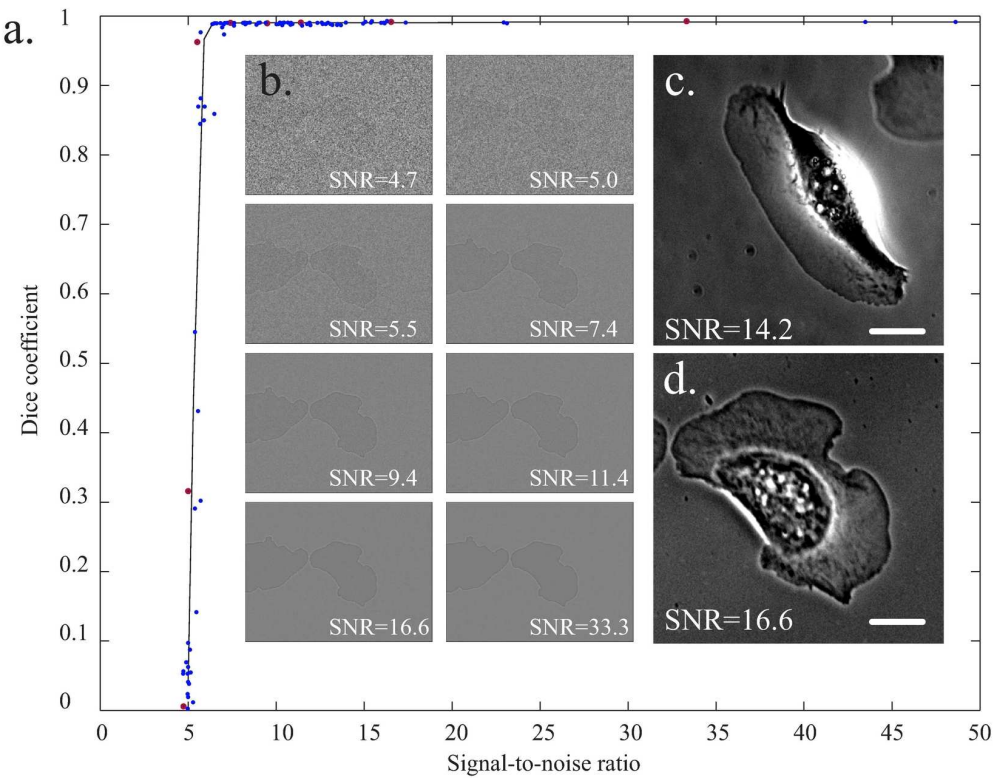 a.
1
0.9
0.8
0.7
0.6
0.5
0.4
0.3
0.2
0.1
0
Dice coefficient
b.
SNR=4.7
SNR=5.0
SNR=5.5
SNR=7.4
SNR=9.4
SNR=11.4
SNR=16.6
SNR=33.3
c.
SNR=14.2
d.
SNR=16.6
0 5 10 15 20 25 30 35 40 45 50
Signal-to-noise ratio